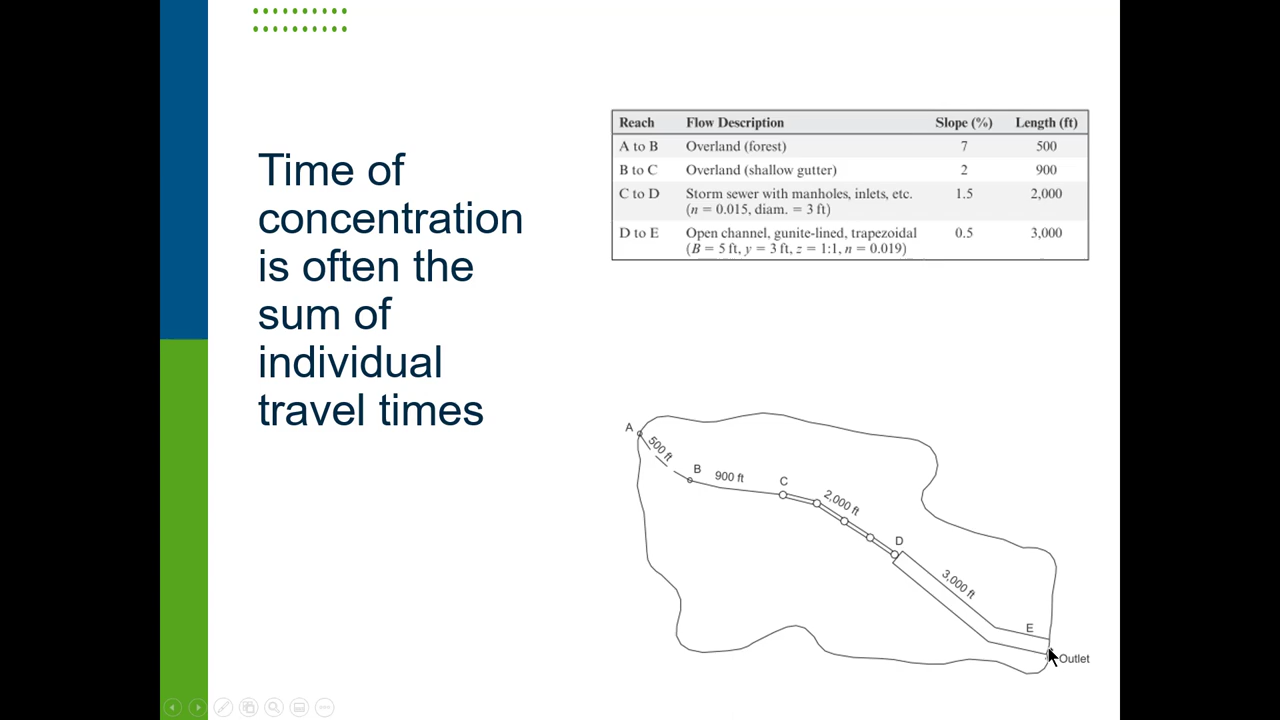 Time of
concentration
is often the
sum of
individual
travel times
Reach Flow Description Slope (%) Length (ft)
A to B Overland (forest) 7 500
B to C Overland (shallow gutter) 2 900
C to D Storm sewer with manholes, inlets, etc. 1.5 2,000
(n = 0.015, diam. = 3 ft)
D to E Open channel, gunite-lined, trapezoidal 0.5 3,000
(B = 5 ft, y = 3 ft, z = 1:1, n = 0.019)
A
500 ft
B
900 ft
C
2,000 ft
D
3,000 ft
E
Outlet